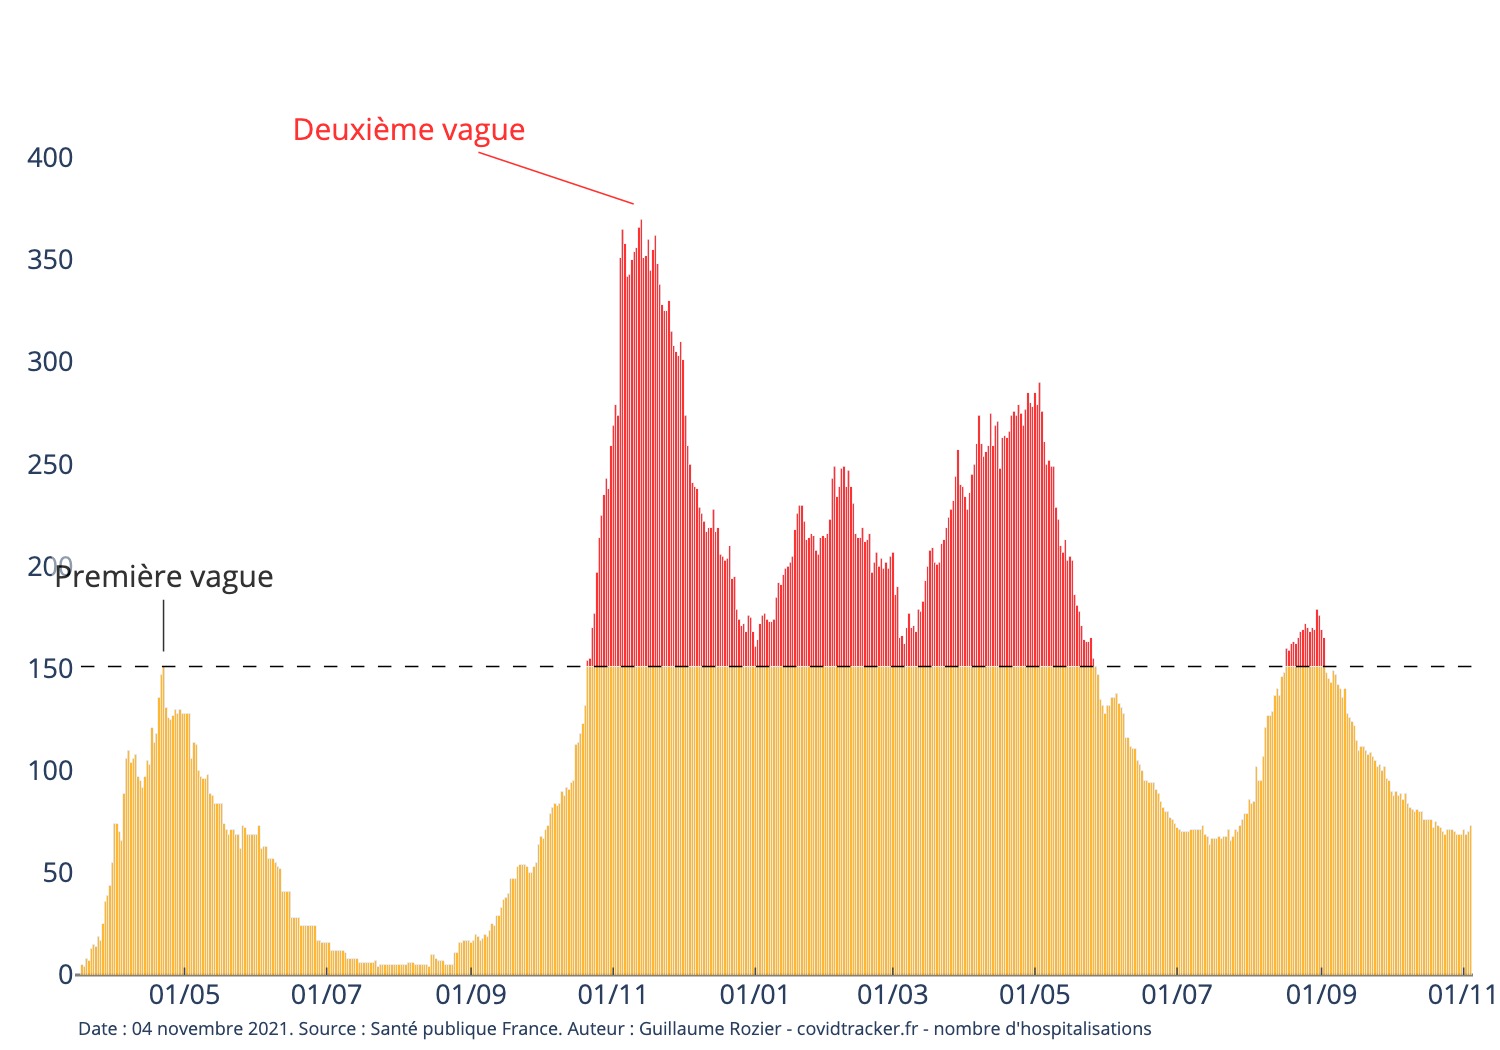 Deuxième vague
400
350
300
250
200
Première vague
150
100
50
0
01/05 01/07 01/09 01/11 01/01 01/03 01/05 01/07 01/09 01/11
Date : 04 novembre 2021. Source : Santé publique France. Auteur : Guillaume Rozier - covidtracker.fr - nombre d'hospitalisations